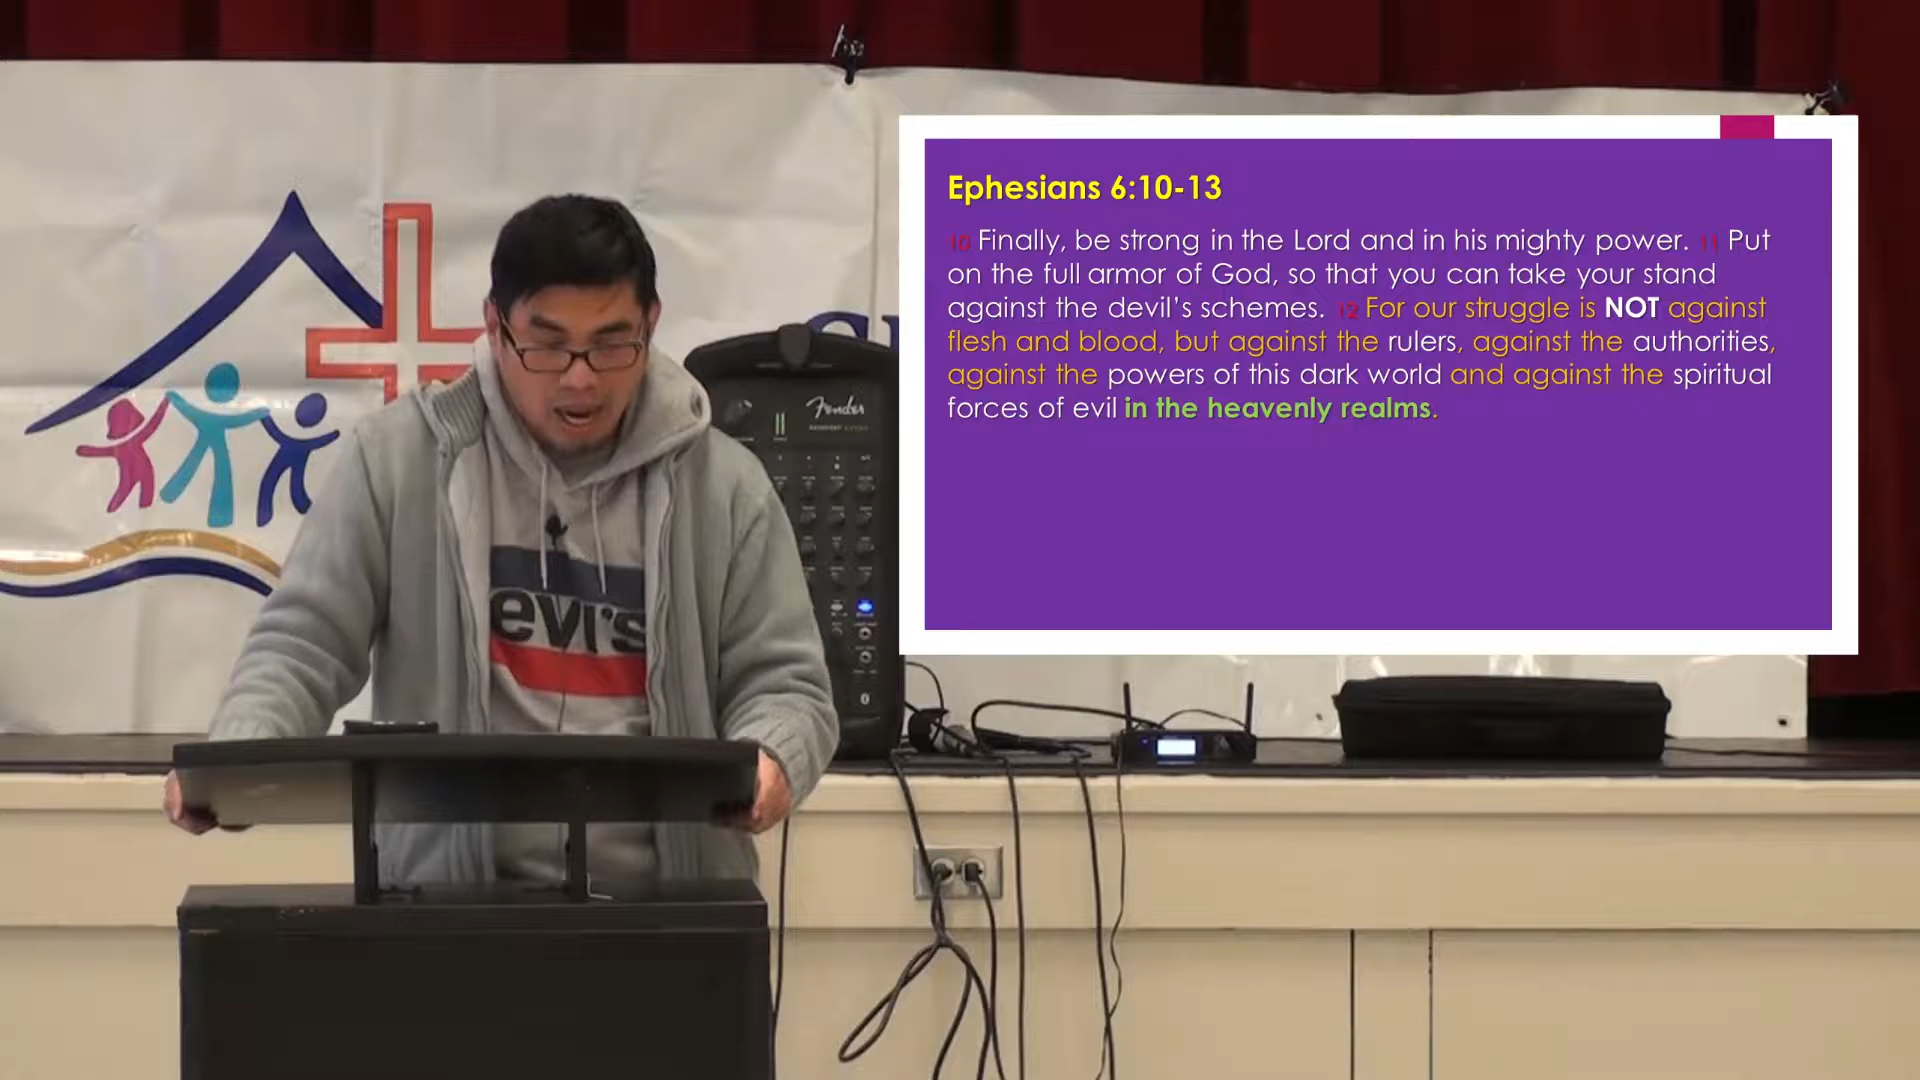 Ephesians 6:10-13
10 Finally, be strong in the Lord and in his mighty power. 11 Put
on the full armor of God, so that you can take your stand
against the devil's schemes. 12 For our struggle is NOT against
flesh and blood, but against the rulers, against the authorities,
against the powers of this dark world and against the spiritual
forces of evil in the heavenly realms.
Fender
evi's